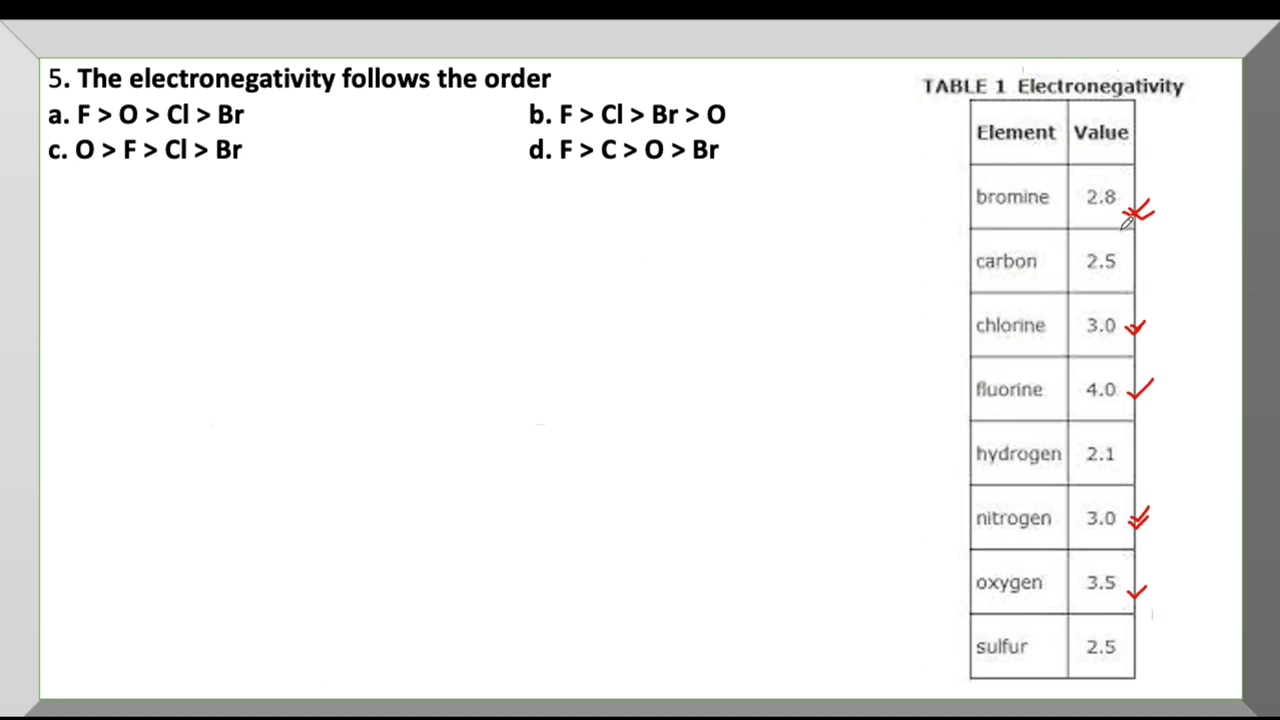 5. The electronegativity follows the order
a. F > O > Cl > Br
b. F > Cl > Br > O
c. O > F > Cl > Br
d. F > C > O > Br
TABLE 1 Electronegativity
Element Value
bromine 2.8
carbon 2.5
chlorine 3.0
fluorine 4.0
hydrogen 2.1
nitrogen 3.0
oxygen 3.5
sulfur 2.5